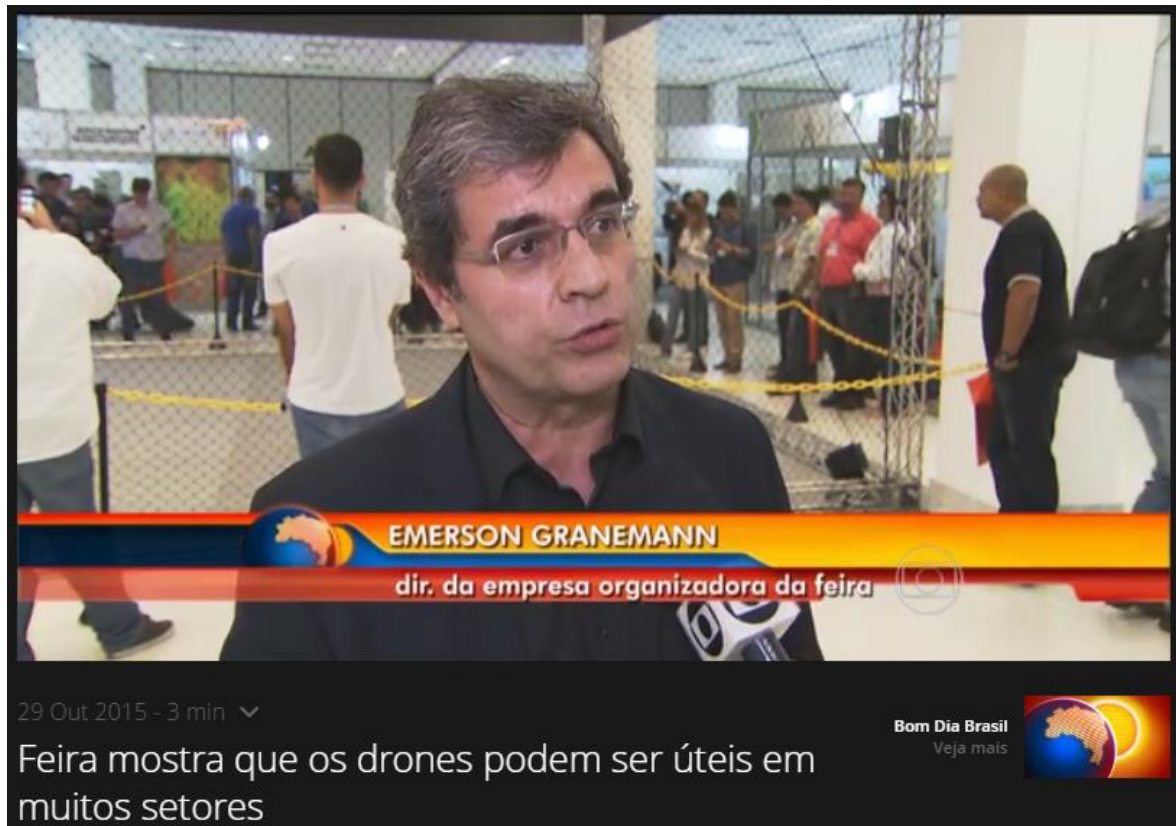 EMERSON GRANEMANN
dir. da empresa organizadora da feira
29 Out 2015 - 3 min
Bom Dia Brasil
Veja mais
Feira mostra que os drones podem ser úteis em
muitos setores